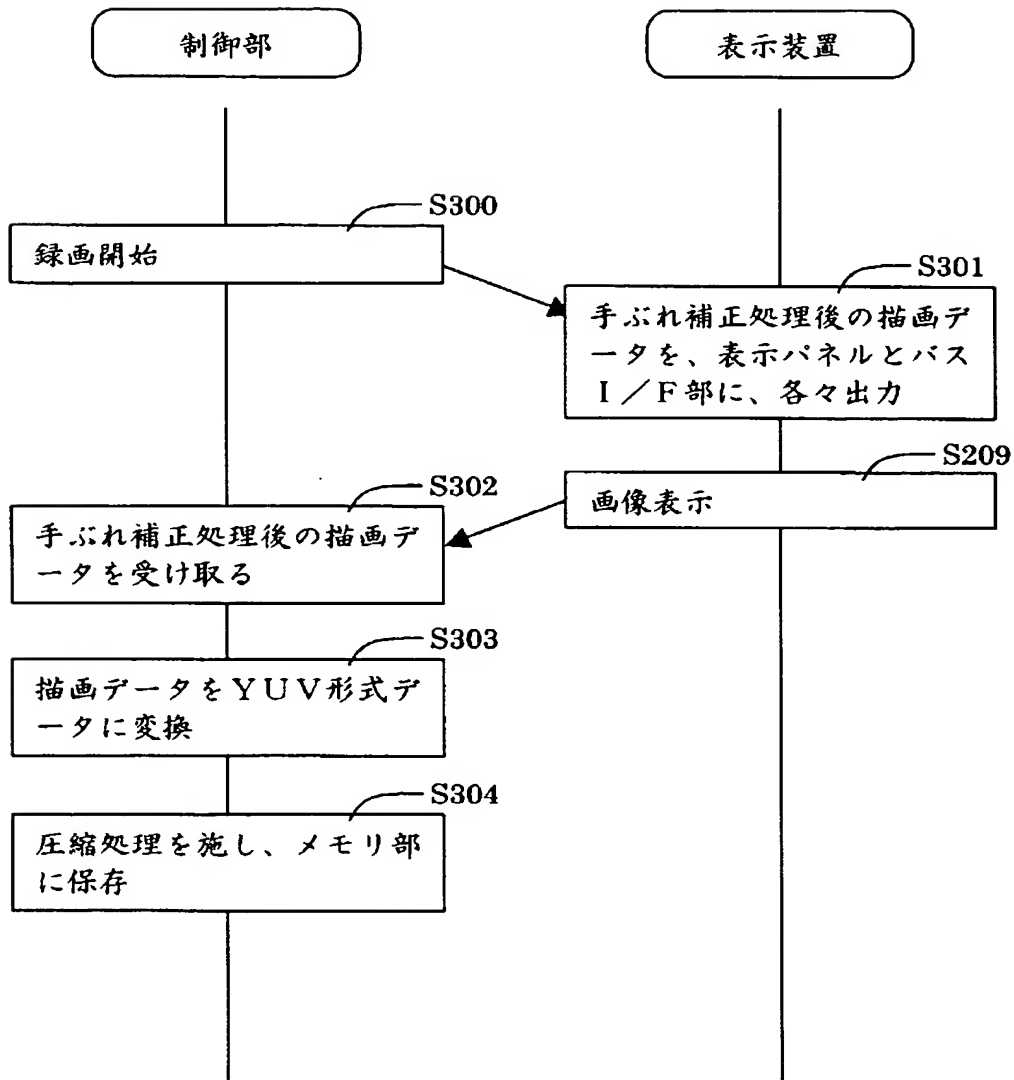 制御部
表示装置
S300
録画開始
S301
手ぶれ補正処理後の描画デ
ータを、表示パネルとバス
Ｉ／Ｆ部に、各々出力
S209
画像表示
S302
手ぶれ補正処理後の描画デ
ータを受け取る
S303
描画データをＹＵＶ形式デ
ータに変換
S304
圧縮処理を施し、メモリ部
に保存